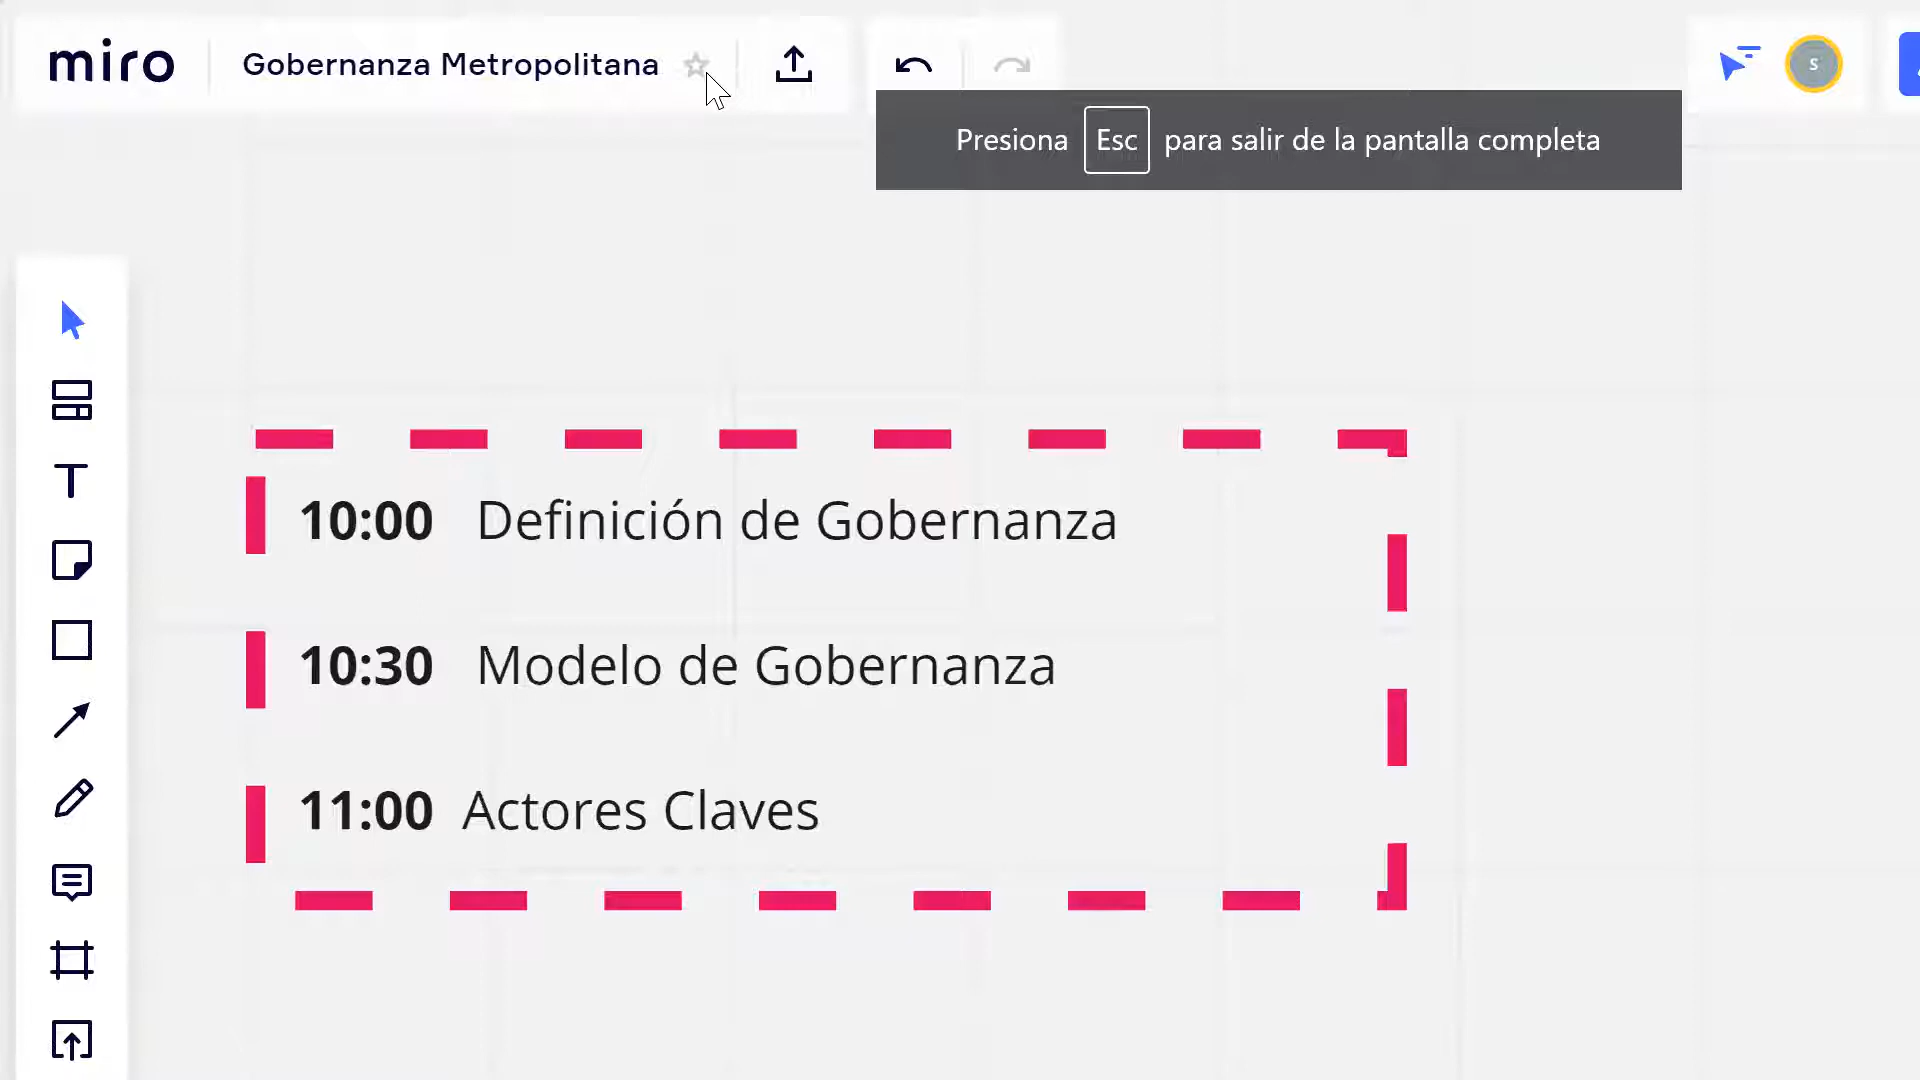 miro
Gobernanza Metropolitana
S
Presiona Esc para salir de la pantalla completa
10:00 Definición de Gobernanza
10:30 Modelo de Gobernanza
11:00 Actores Claves